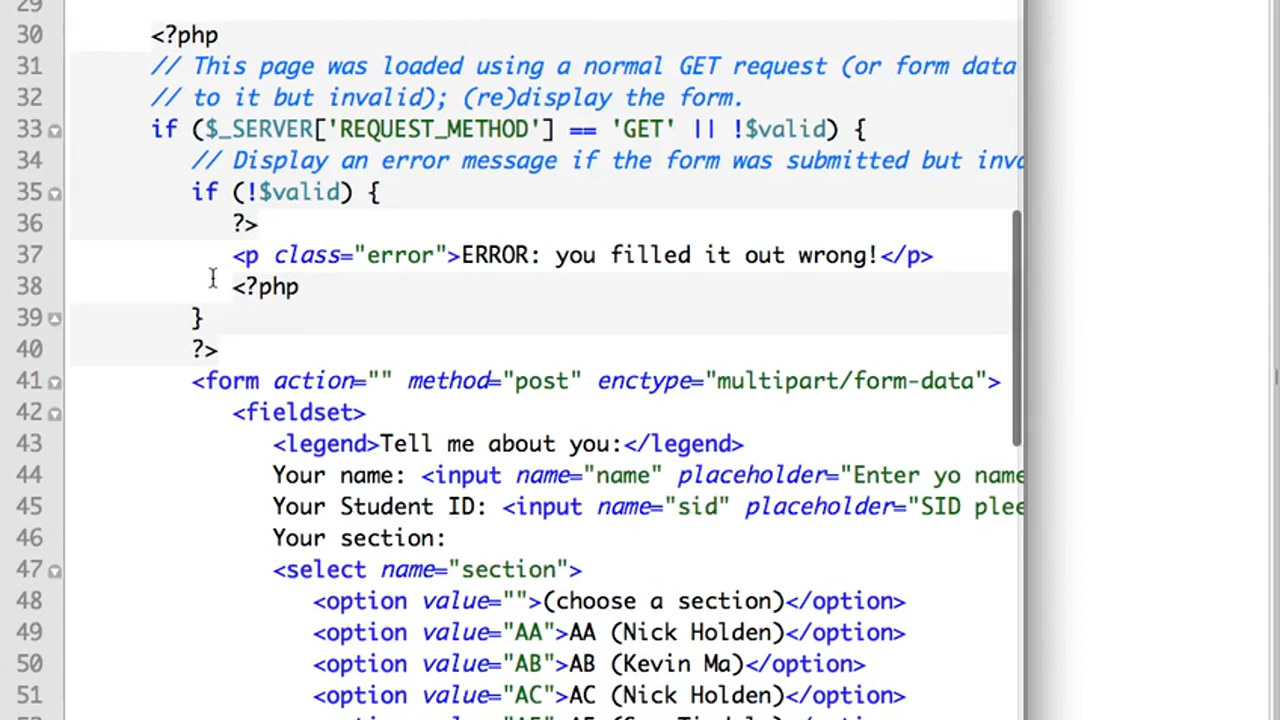 29
30 <?php
31 // This page was loaded using a normal GET request (or form data
32 // to it but invalid); (re)display the form.
33 if ($_SERVER['REQUEST_METHOD'] == 'GET' || !$valid) {
34 // Display an error message if the form was submitted but inva
35 if (!$valid) {
36 ?>
37 <p class="error">ERROR: you filled it out wrong!</p>
38 <?php
39 }
40 ?>
41 <form action="" method="post" enctype="multipart/form-data">
42 <fieldset>
43 <legend>Tell me about you:</legend>
44 Your name: <input name="name" placeholder="Enter yo name
45 Your Student ID: <input name="sid" placeholder="SID plee
46 Your section:
47 <select name="section">
48 <option value="">(choose a section)</option>
49 <option value="AA">AA (Nick Holden)</option>
50 <option value="AB">AB (Kevin Ma)</option>
51 <option value="AC">AC (Nick Holden)</option>